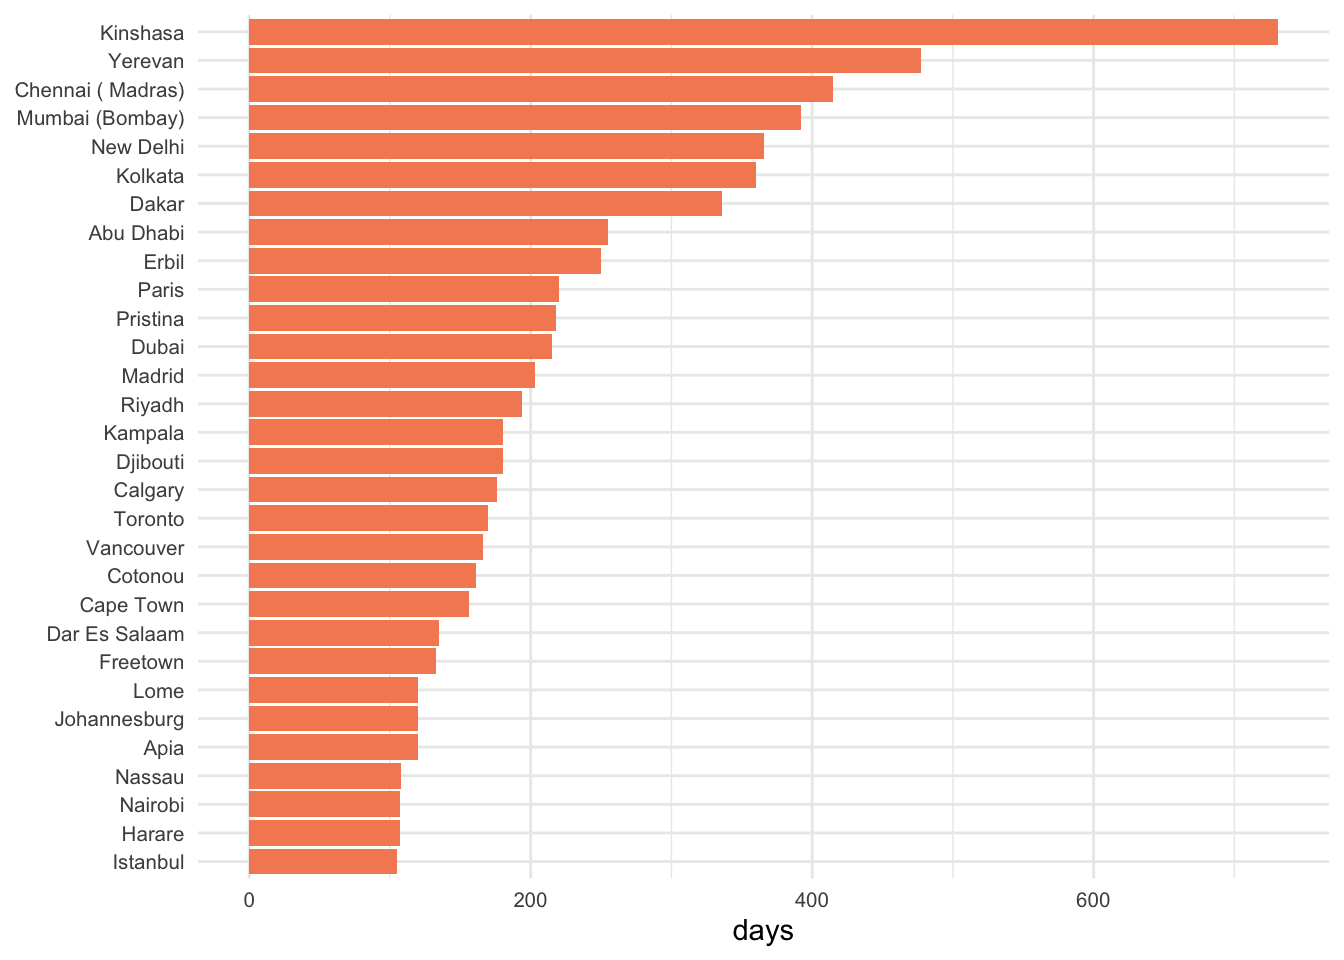 Kinshasa
Yerevan
Chennai ( Madras)
Mumbai (Bombay)
New Delhi
Kolkata
Dakar
Abu Dhabi
Erbil
Paris
Pristina
Dubai
Madrid
Riyadh
Kampala
Djibouti
Calgary
Toronto
Vancouver
Cotonou
Cape Town
Dar Es Salaam
Freetown
Lome
Johannesburg
Apia
Nassau
Nairobi
Harare
Istanbul
0 200 400 600
days